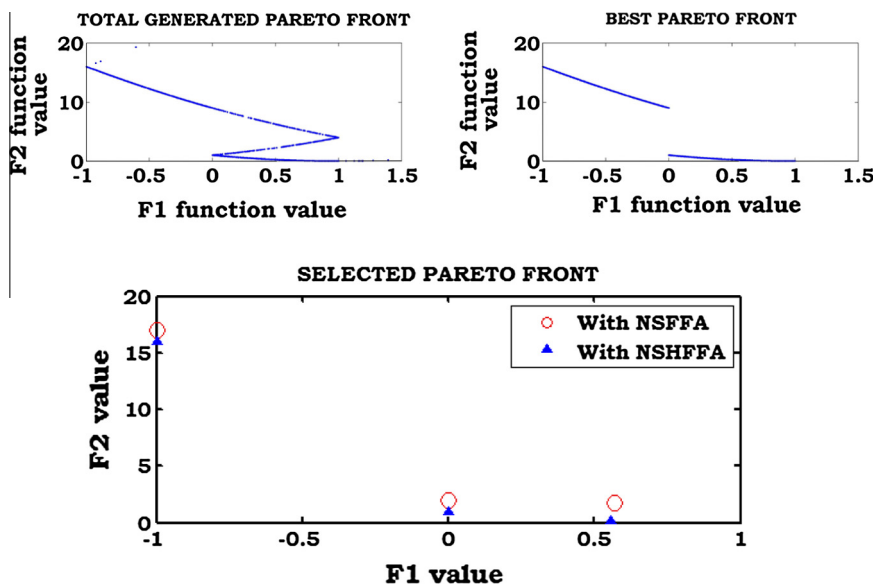 TOTAL GENERATED PARETO FRONT
F2 function
value
20
10
0
-1 -0.5 0 0.5 1 1.5
F1 function value
BEST PARETO FRONT
F2 function
value
20
10
0
-1 -0.5 0 0.5 1 1.5
F1 function value
SELECTED PARETO FRONT
F2 value
20
15
10
5
0
-1 -0.5 0 0.5 1
F1 value
With NSFFA
With NSHFFA